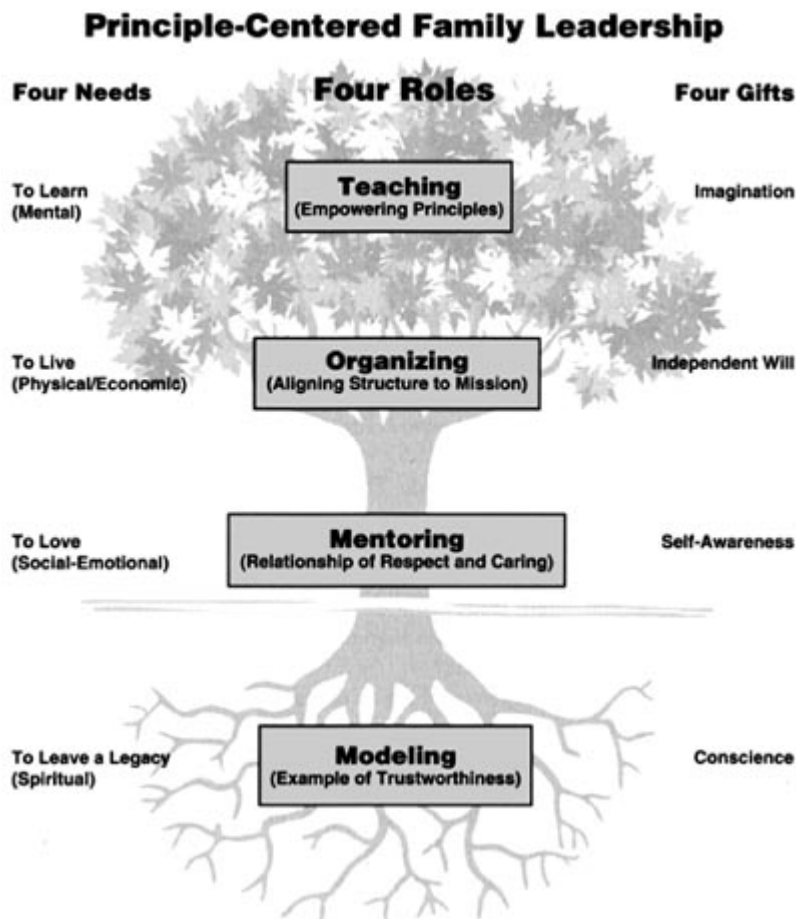 Principle-Centered Family Leadership
Four Needs
Four Roles
Four Gifts
To Learn
(Mental)
Teaching
(Empowering Principles)
Imagination
To Live
(Physical/Economic)
Organizing
(Aligning Structure to Mission)
Independent Will
To Love
(Social-Emotional)
Mentoring
(Relationship of Respect and Caring)
Self-Awareness
To Leave a Legacy
(Spiritual)
Modeling
(Example of Trustworthiness)
Conscience